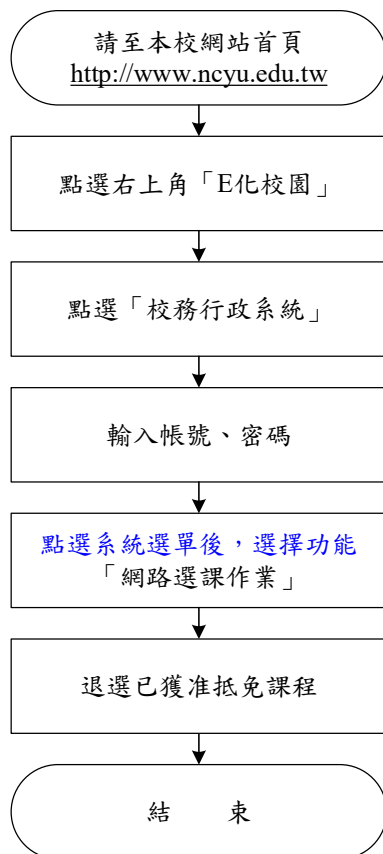 請至本校網站首頁
http://www.ncyu.edu.tw
點選右上角「E化校園」
點選「校務行政系統」
輸入帳號、密碼
點選系統選單後，選擇功能
「網路選課作業」
退選已獲准抵免課程
結　　束